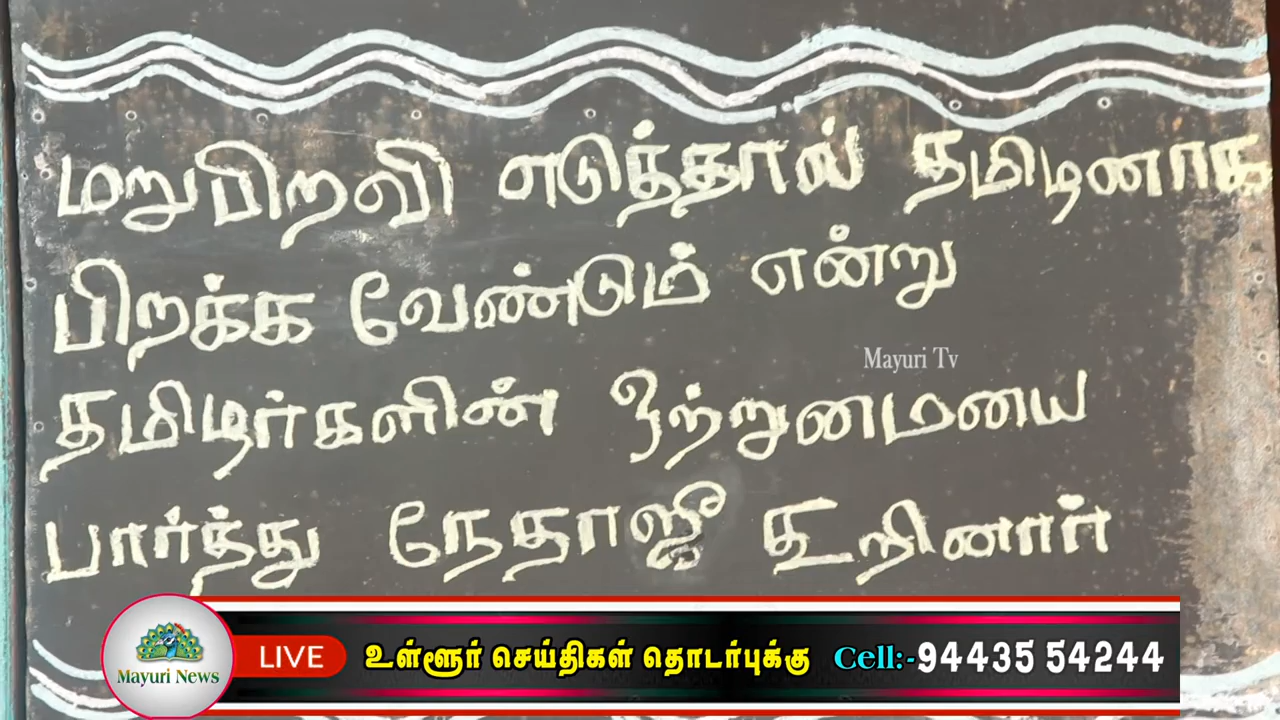 மறுபிறவி எடுத்தால் தமிழனாக
பிறக்க வேண்டும் என்று
Mayuri Tv
தமிழர்களின் ஒற்றுமையை
பார்த்து நேதாஜீ கூறினார்
LIVE உள்ளூர் செய்திகள் தொடர்புக்கு Cell:-94435 54244
Mayuri News